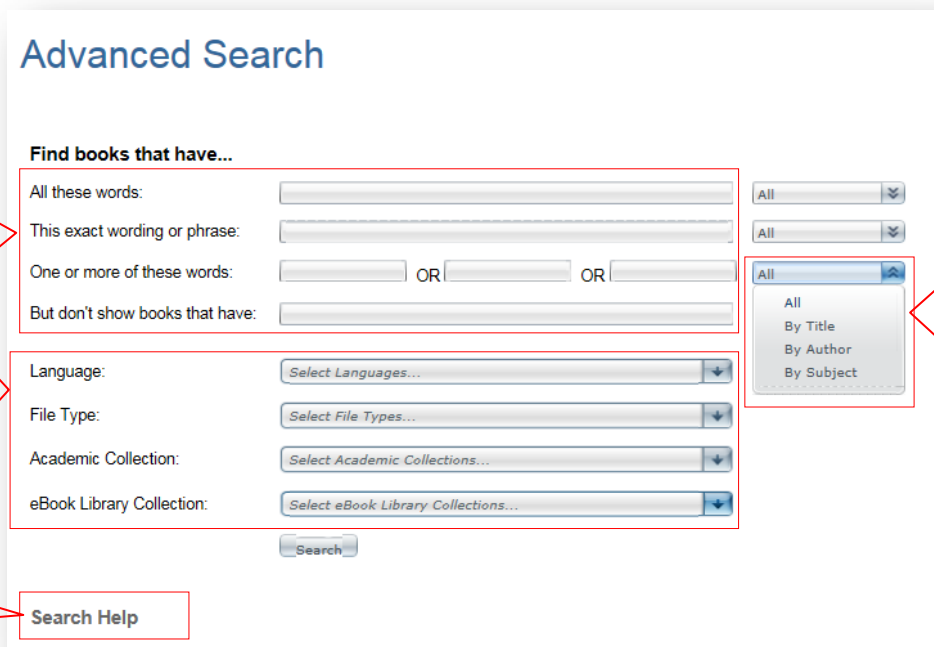 Advanced Search
Find books that have...
All these words: All
This exact wording or phrase: All
One or more of these words: OR OR All
All
By Title
By Author
By Subject
But don't show books that have:
Language: Select Languages...
File Type: Select File Types...
Academic Collection: Select Academic Collections...
eBook Library Collection: Select eBook Library Collections...
Search
Search Help